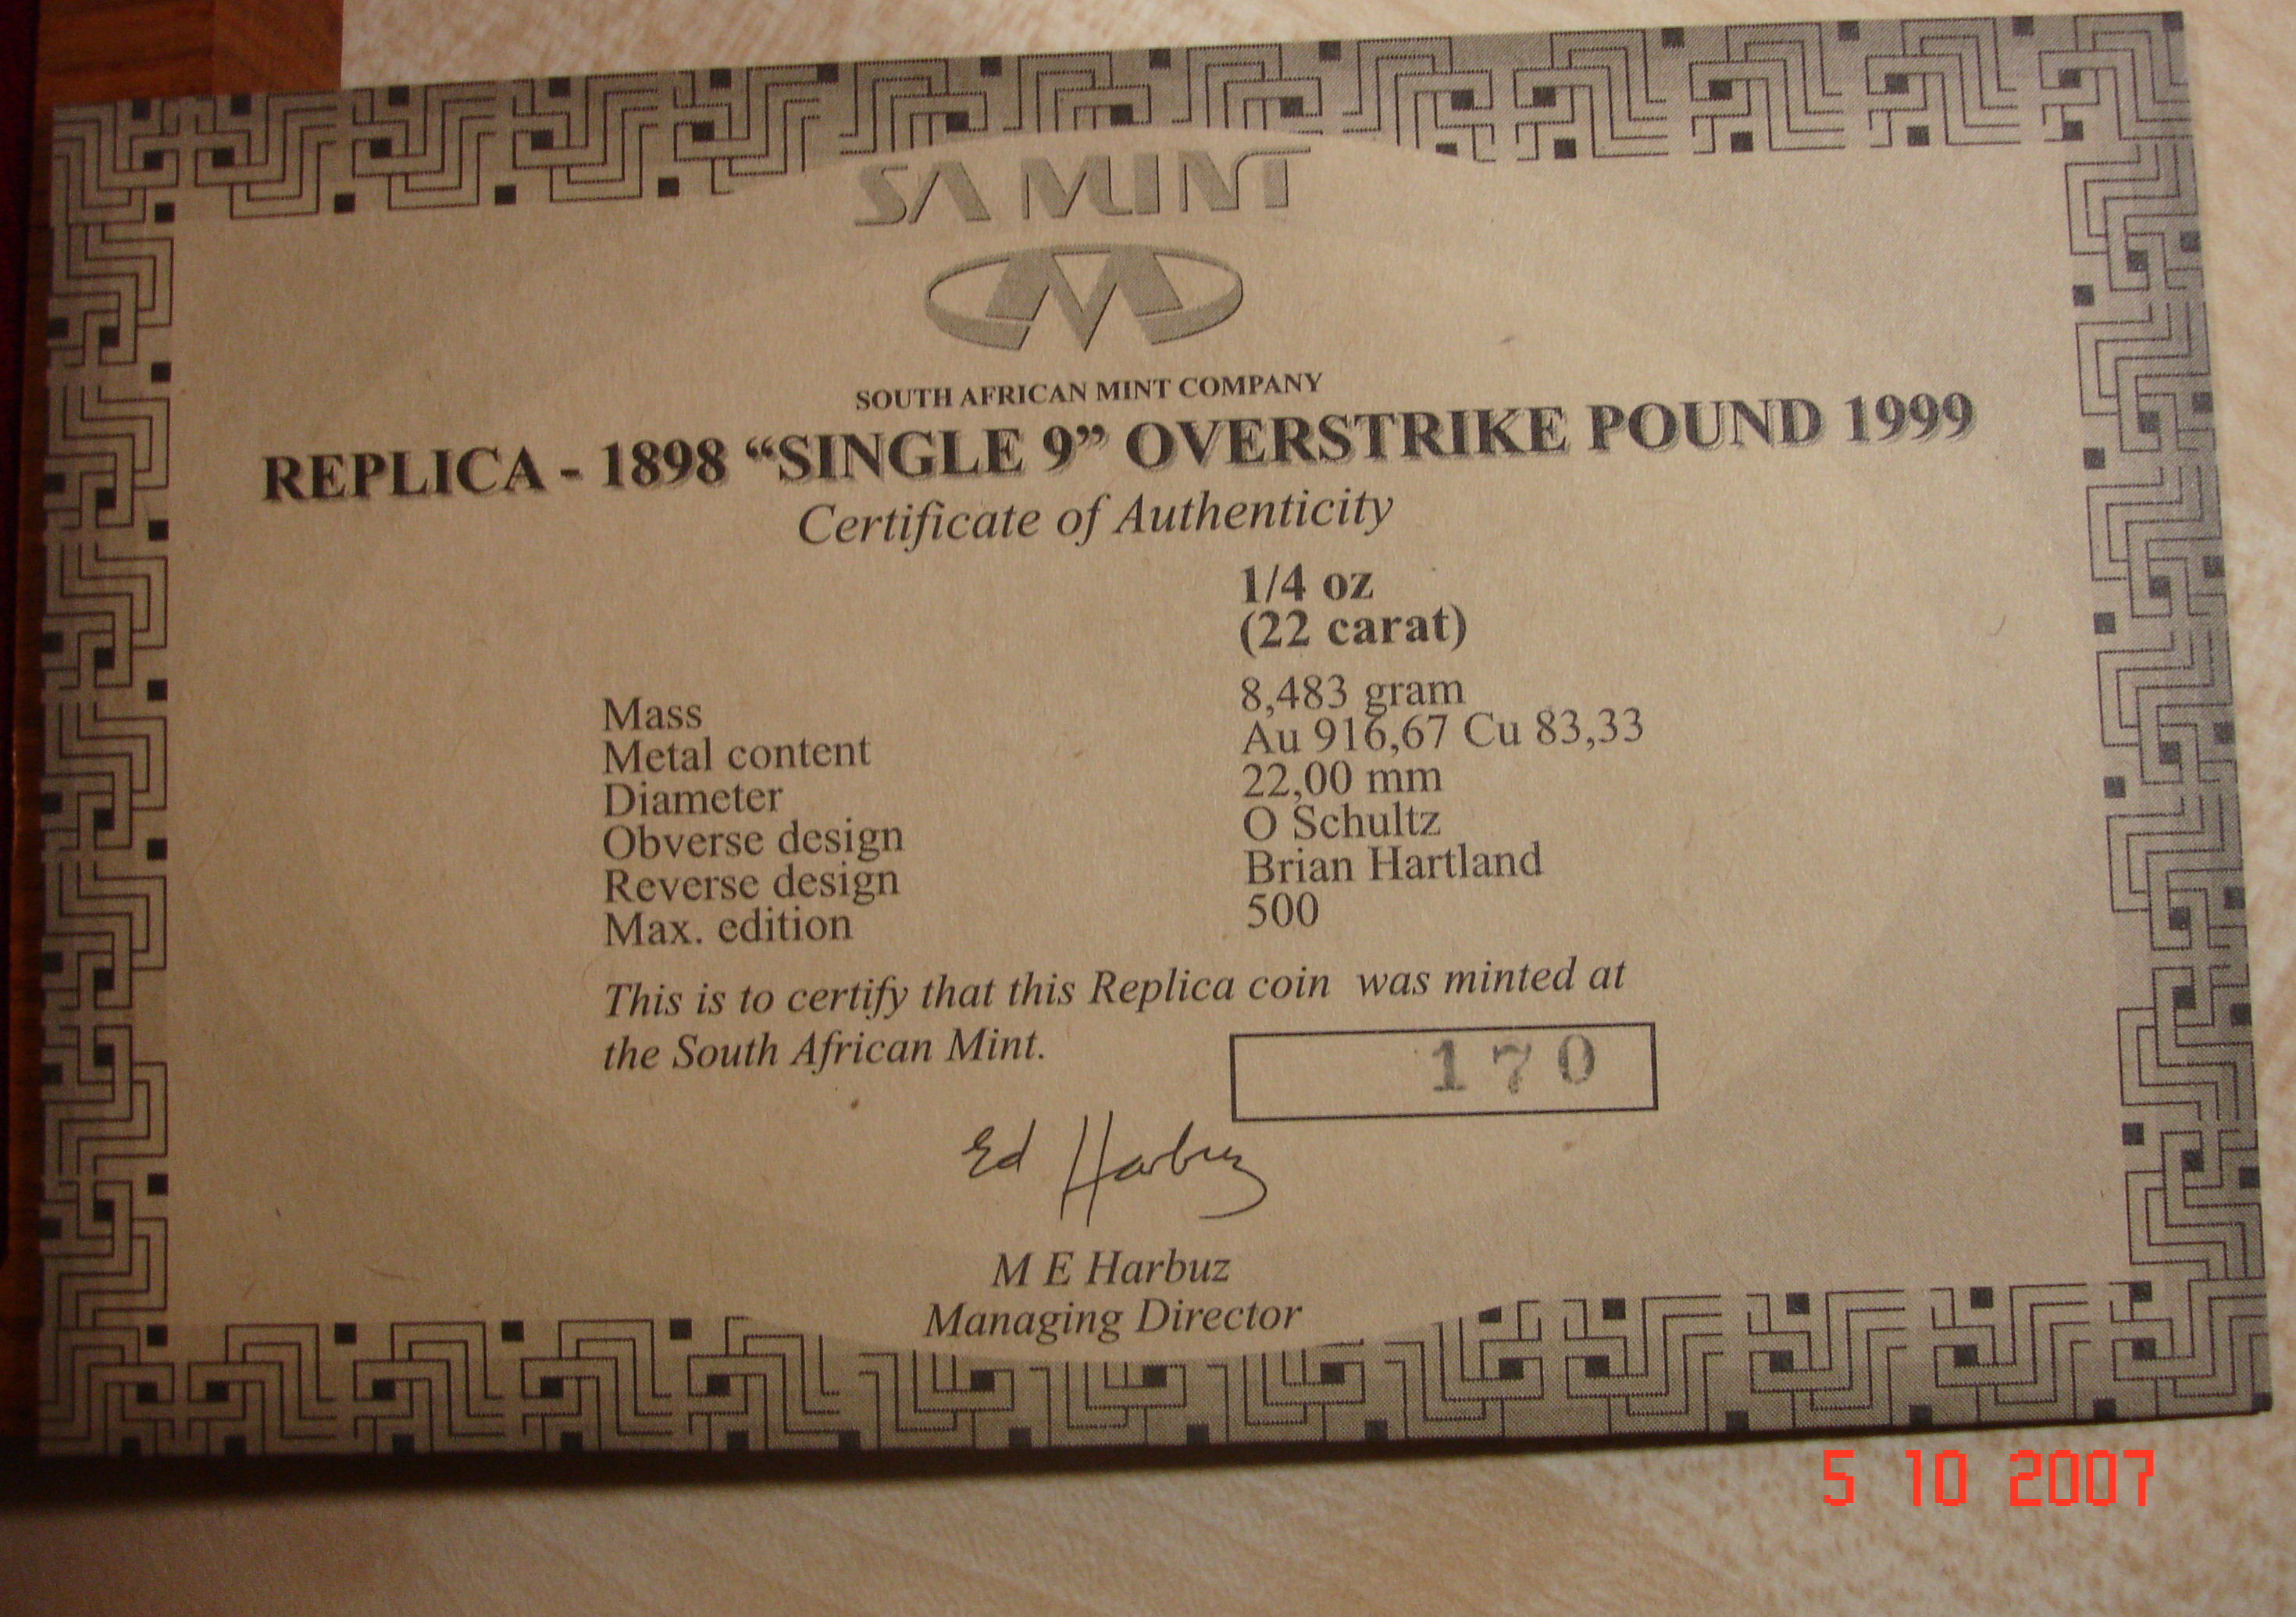 SA MINT
SOUTH AFRICAN MINT COMPANY
REPLICA - 1898 “SINGLE 9” OVERSTRIKE POUND 1999
Certificate of Authenticity
1/4 oz
(22 carat)
Mass 8,483 gram
Metal content Au 916,67 Cu 83,33
Diameter 22,00 mm
Obverse design O Schultz
Reverse design Brian Hartland
Max. edition 500
This is to certify that this Replica coin was minted at
the South African Mint.
170
Ed Harbuz
M E Harbuz
Managing Director
5 10 2007